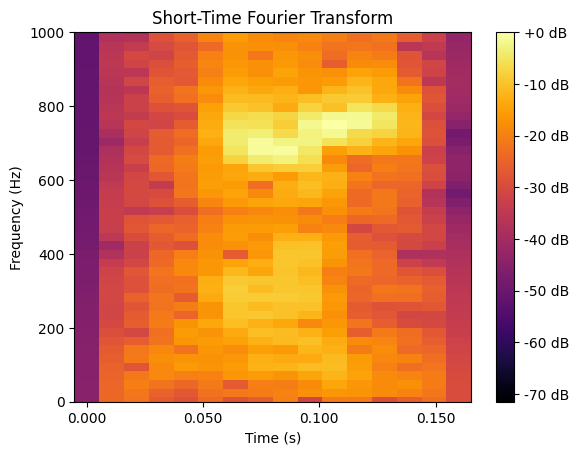 Short-Time Fourier Transform
Frequency (Hz)
1000
800
600
400
200
0
0.000
0.050
0.100
0.150
Time (s)
+0 dB
-10 dB
-20 dB
-30 dB
-40 dB
-50 dB
-60 dB
-70 dB